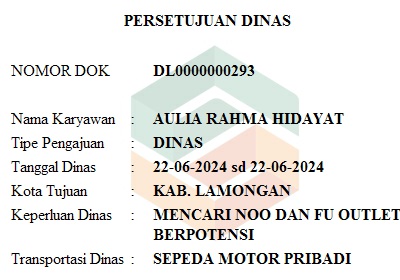 PERSETUJUAN DINAS
NOMOR DOK DL0000000293
Nama Karyawan : AULIA RAHMA HIDAYAT
Tipe Pengajuan : DINAS
Tanggal Dinas : 22-06-2024 sd 22-06-2024
Kota Tujuan : KAB. LAMONGAN
Keperluan Dinas : MENCARI NOO DAN FU OUTLET
BERPOTENSI
Transportasi Dinas : SEPEDA MOTOR PRIBADI